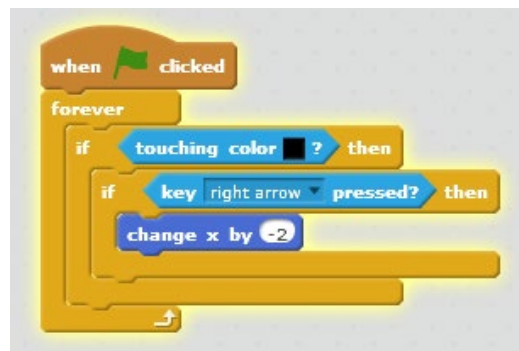 when clicked
forever
if touching color ? then
if key right arrow pressed? then
change x by -2